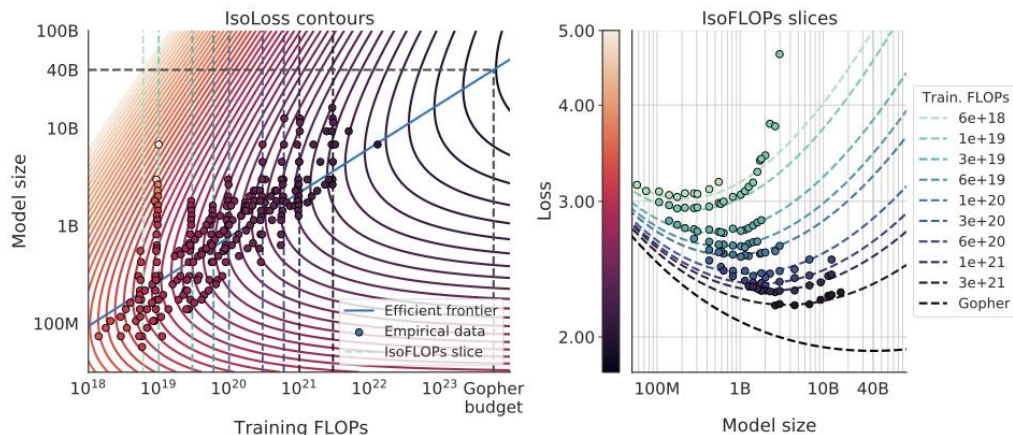 IsoLoss contours
100B
40B
10B
1B
100M
Model size
10^18
10^19
10^20
10^21
10^22
10^23
Gopher
budget
Training FLOPs
Efficient frontier
Empirical data
IsoFLOPs slice
IsoFLOPs slices
5.00
4.00
3.00
2.00
Loss
100M
1B
10B
40B
Model size
Train. FLOPs
6e+18
1e+19
3e+19
6e+19
1e+20
3e+20
6e+20
1e+21
3e+21
Gopher